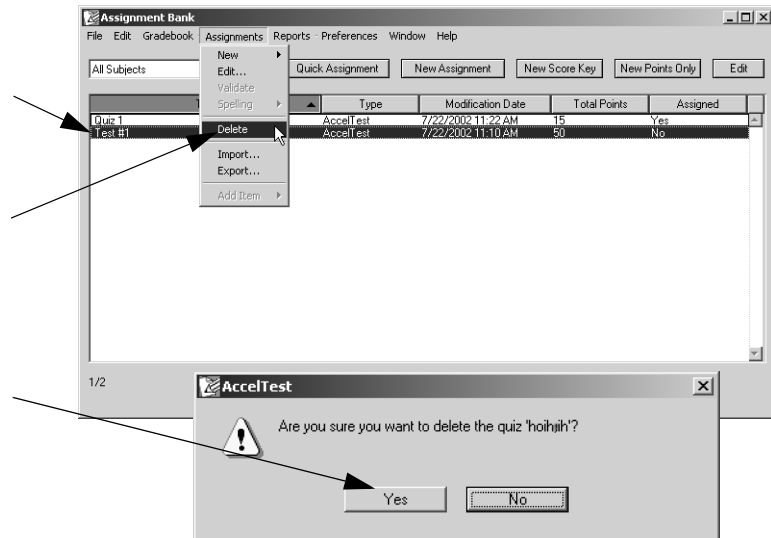 Assignment Bank
File Edit Gradebook Assignments Reports Preferences Window Help
All Subjects Quick Assignment New Assignment New Score Key New Points Only Edit
New
Edit...
Validate
Spelling
Delete
Import...
Export...
Add Item
T Type Modification Date Total Points Assigned
Quiz 1 AccelTest 7/22/2002 11:22 AM 15 Yes
Test #1 AccelTest 7/22/2002 11:10 AM 50 No
1/2
AccelTest
Are you sure you want to delete the quiz 'hoihjih'?
Yes No